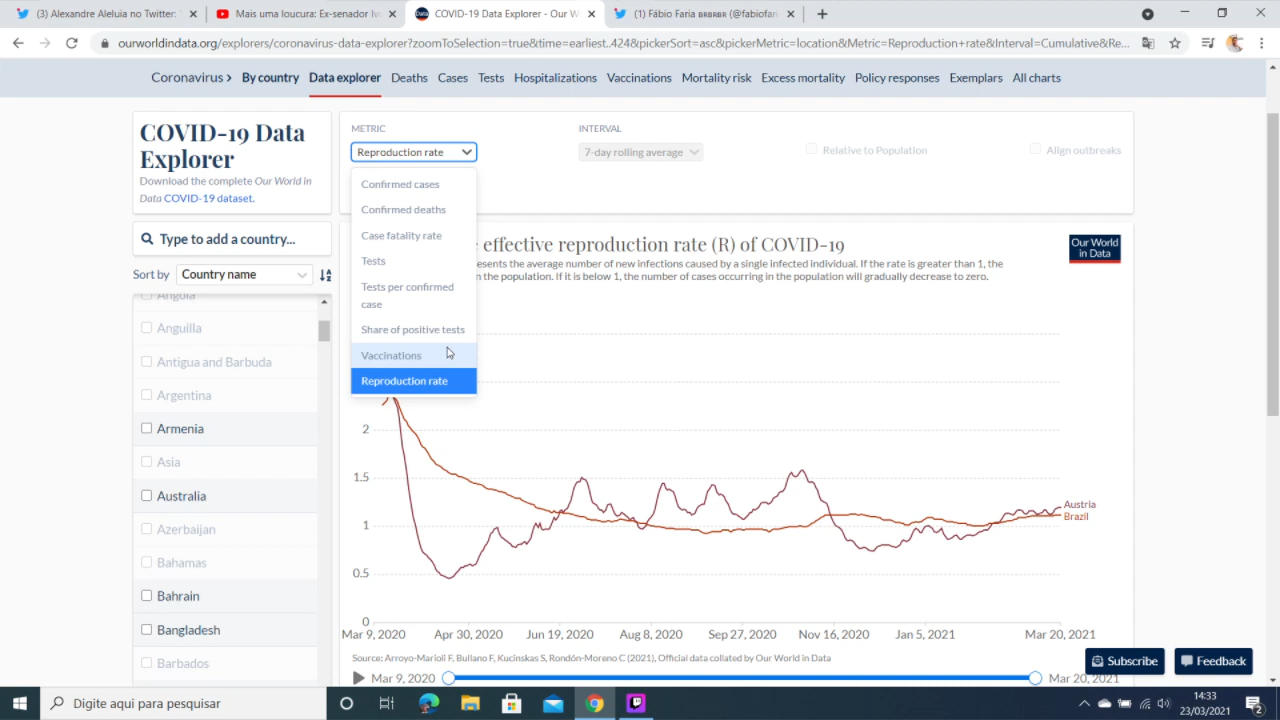 (3) Alexandre Aleluia no Twitter:
Mais uma loucura: Ex-senador Iv
COVID-19 Data Explorer - Our W
(1) Fábio Faria ʙʀʙʀʙʀ (@fabiofari
ourworldindata.org/explorers/coronavirus-data-explorer?zoomToSelection=true&time=earliest..424&pickerSort=asc&pickerMetric=location&Metric=Reproduction+rate&Interval=Cumulative&Re...
Coronavirus
By country
Data explorer
Deaths
Cases
Tests
Hospitalizations
Vaccinations
Mortality risk
Excess mortality
Policy responses
Exemplars
All charts
COVID-19 Data
Explorer
Download the complete Our World in
Data COVID-19 dataset.
Type to add a country...
Sort by Country name
Angola
Anguilla
Antigua and Barbuda
Argentina
Armenia
Asia
Australia
Azerbaijan
Bahamas
Bahrain
Bangladesh
Barbados
METRIC
Reproduction rate
INTERVAL
7-day rolling average
Relative to Population
Align outbreaks
Confirmed cases
Confirmed deaths
Case fatality rate
Tests
Tests per confirmed
case
Share of positive tests
Vaccinations
Reproduction rate
effective reproduction rate (R) of COVID-19
esents the average number of new infections caused by a single infected individual. If the rate is greater than 1, the
n the population. If it is below 1, the number of cases occurring in the population will gradually decrease to zero.
Our World
in Data
2
1.5
1
0.5
0
Austria
Brazil
Mar 9, 2020
Apr 30, 2020
Jun 19, 2020
Aug 8, 2020
Sep 27, 2020
Nov 16, 2020
Jan 5, 2021
Mar 20, 2021
Source: Arroyo-Marioli F, Bullano F, Kucinskas S, Rondón-Moreno C (2021), Official data collated by Our World in Data
Mar 9, 2020
Mar 20, 2021
Subscribe
Feedback
Digite aqui para pesquisar
14:33
23/03/2021
2